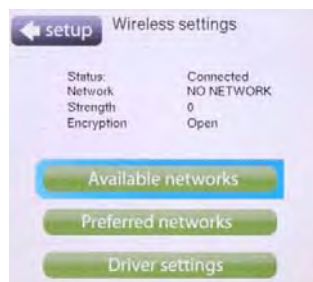 setup Wireless settings
Status: Connected
Network NO NETWORK
Strength 0
Encryption Open
Available networks
Preferred networks
Driver settings